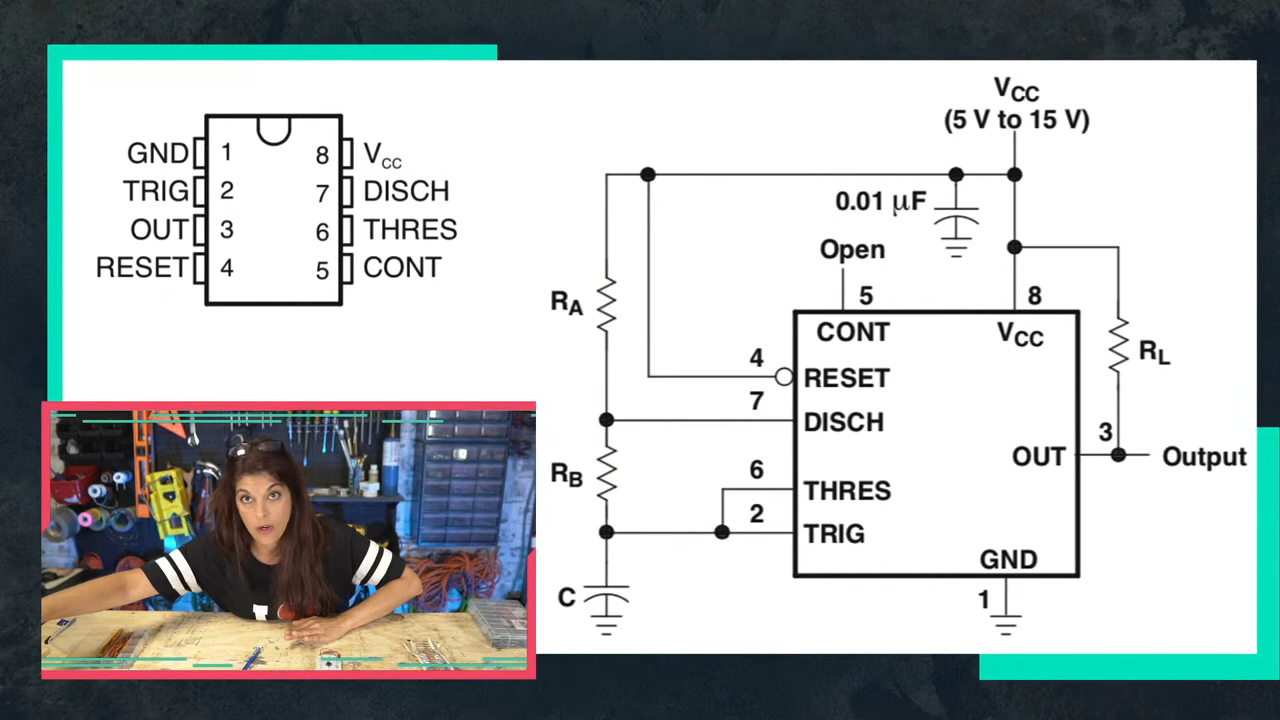 GND 1 8 VCC
TRIG 2 7 DISCH
OUT 3 6 THRES
RESET 4 5 CONT
VCC
(5 V to 15 V)
0.01 µF
Open
5 8
CONT VCC
RA
4 RESET
RL
7 DISCH
3
OUT Output
RB
6 THRES
2 TRIG
GND
C
1